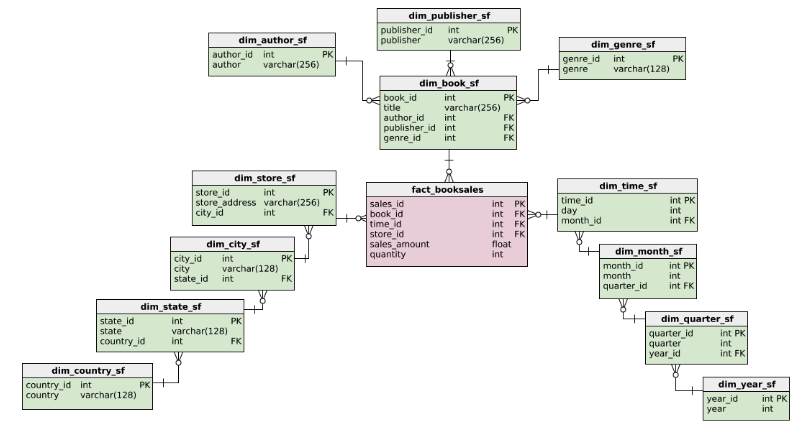 dim_publisher_sf
publisher_id int PK
publisher varchar(256)
dim_author_sf
author_id int PK
author varchar(256)
dim_genre_sf
genre_id int PK
genre varchar(128)
dim_book_sf
book_id int PK
title varchar(256)
author_id int FK
publisher_id int FK
genre_id int FK
dim_store_sf
store_id int PK
store_address varchar(256)
city_id int FK
fact_booksales
sales_id int PK
book_id int FK
time_id int FK
store_id int FK
sales_amount float
quantity int
dim_time_sf
time_id int PK
day int
month_id int FK
dim_city_sf
city_id int PK
city varchar(128)
state_id int FK
dim_month_sf
month_id int PK
month int
quarter_id int FK
dim_state_sf
state_id int PK
state varchar(128)
country_id int FK
dim_quarter_sf
quarter_id int PK
quarter int
year_id int FK
dim_country_sf
country_id int PK
country varchar(128)
dim_year_sf
year_id int PK
year int